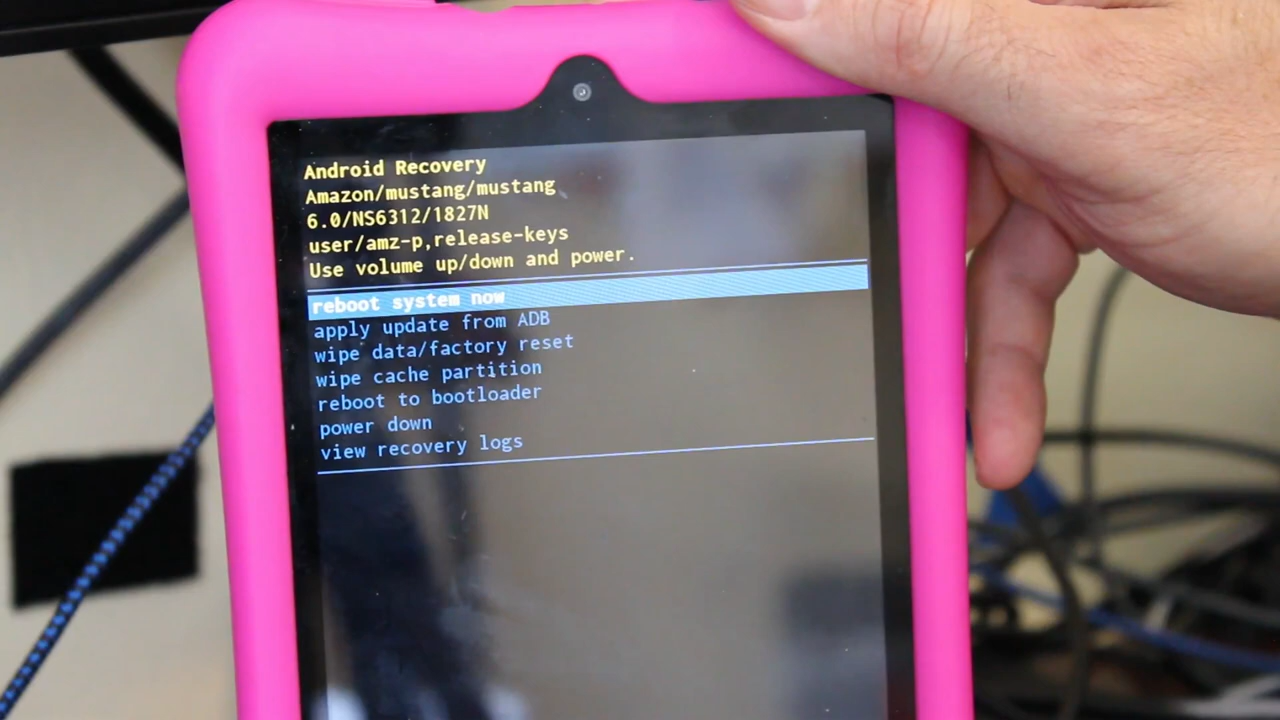 Android Recovery
Amazon/mustang/mustang
6.0/NS6312/1827N
user/amz-p,release-keys
Use volume up/down and power.
reboot system now
apply update from ADB
wipe data/factory reset
wipe cache partition
reboot to bootloader
power down
view recovery logs